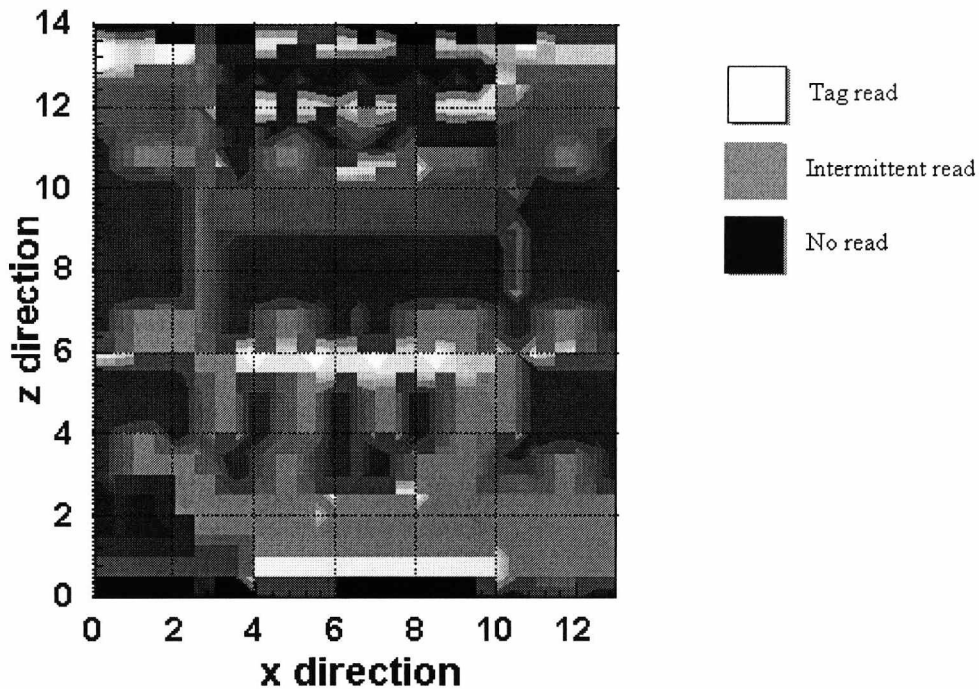 14
12
10
8
6
4
2
0
z direction
0 2 4 6 8 10 12
x direction
Tag read
Intermittent read
No read